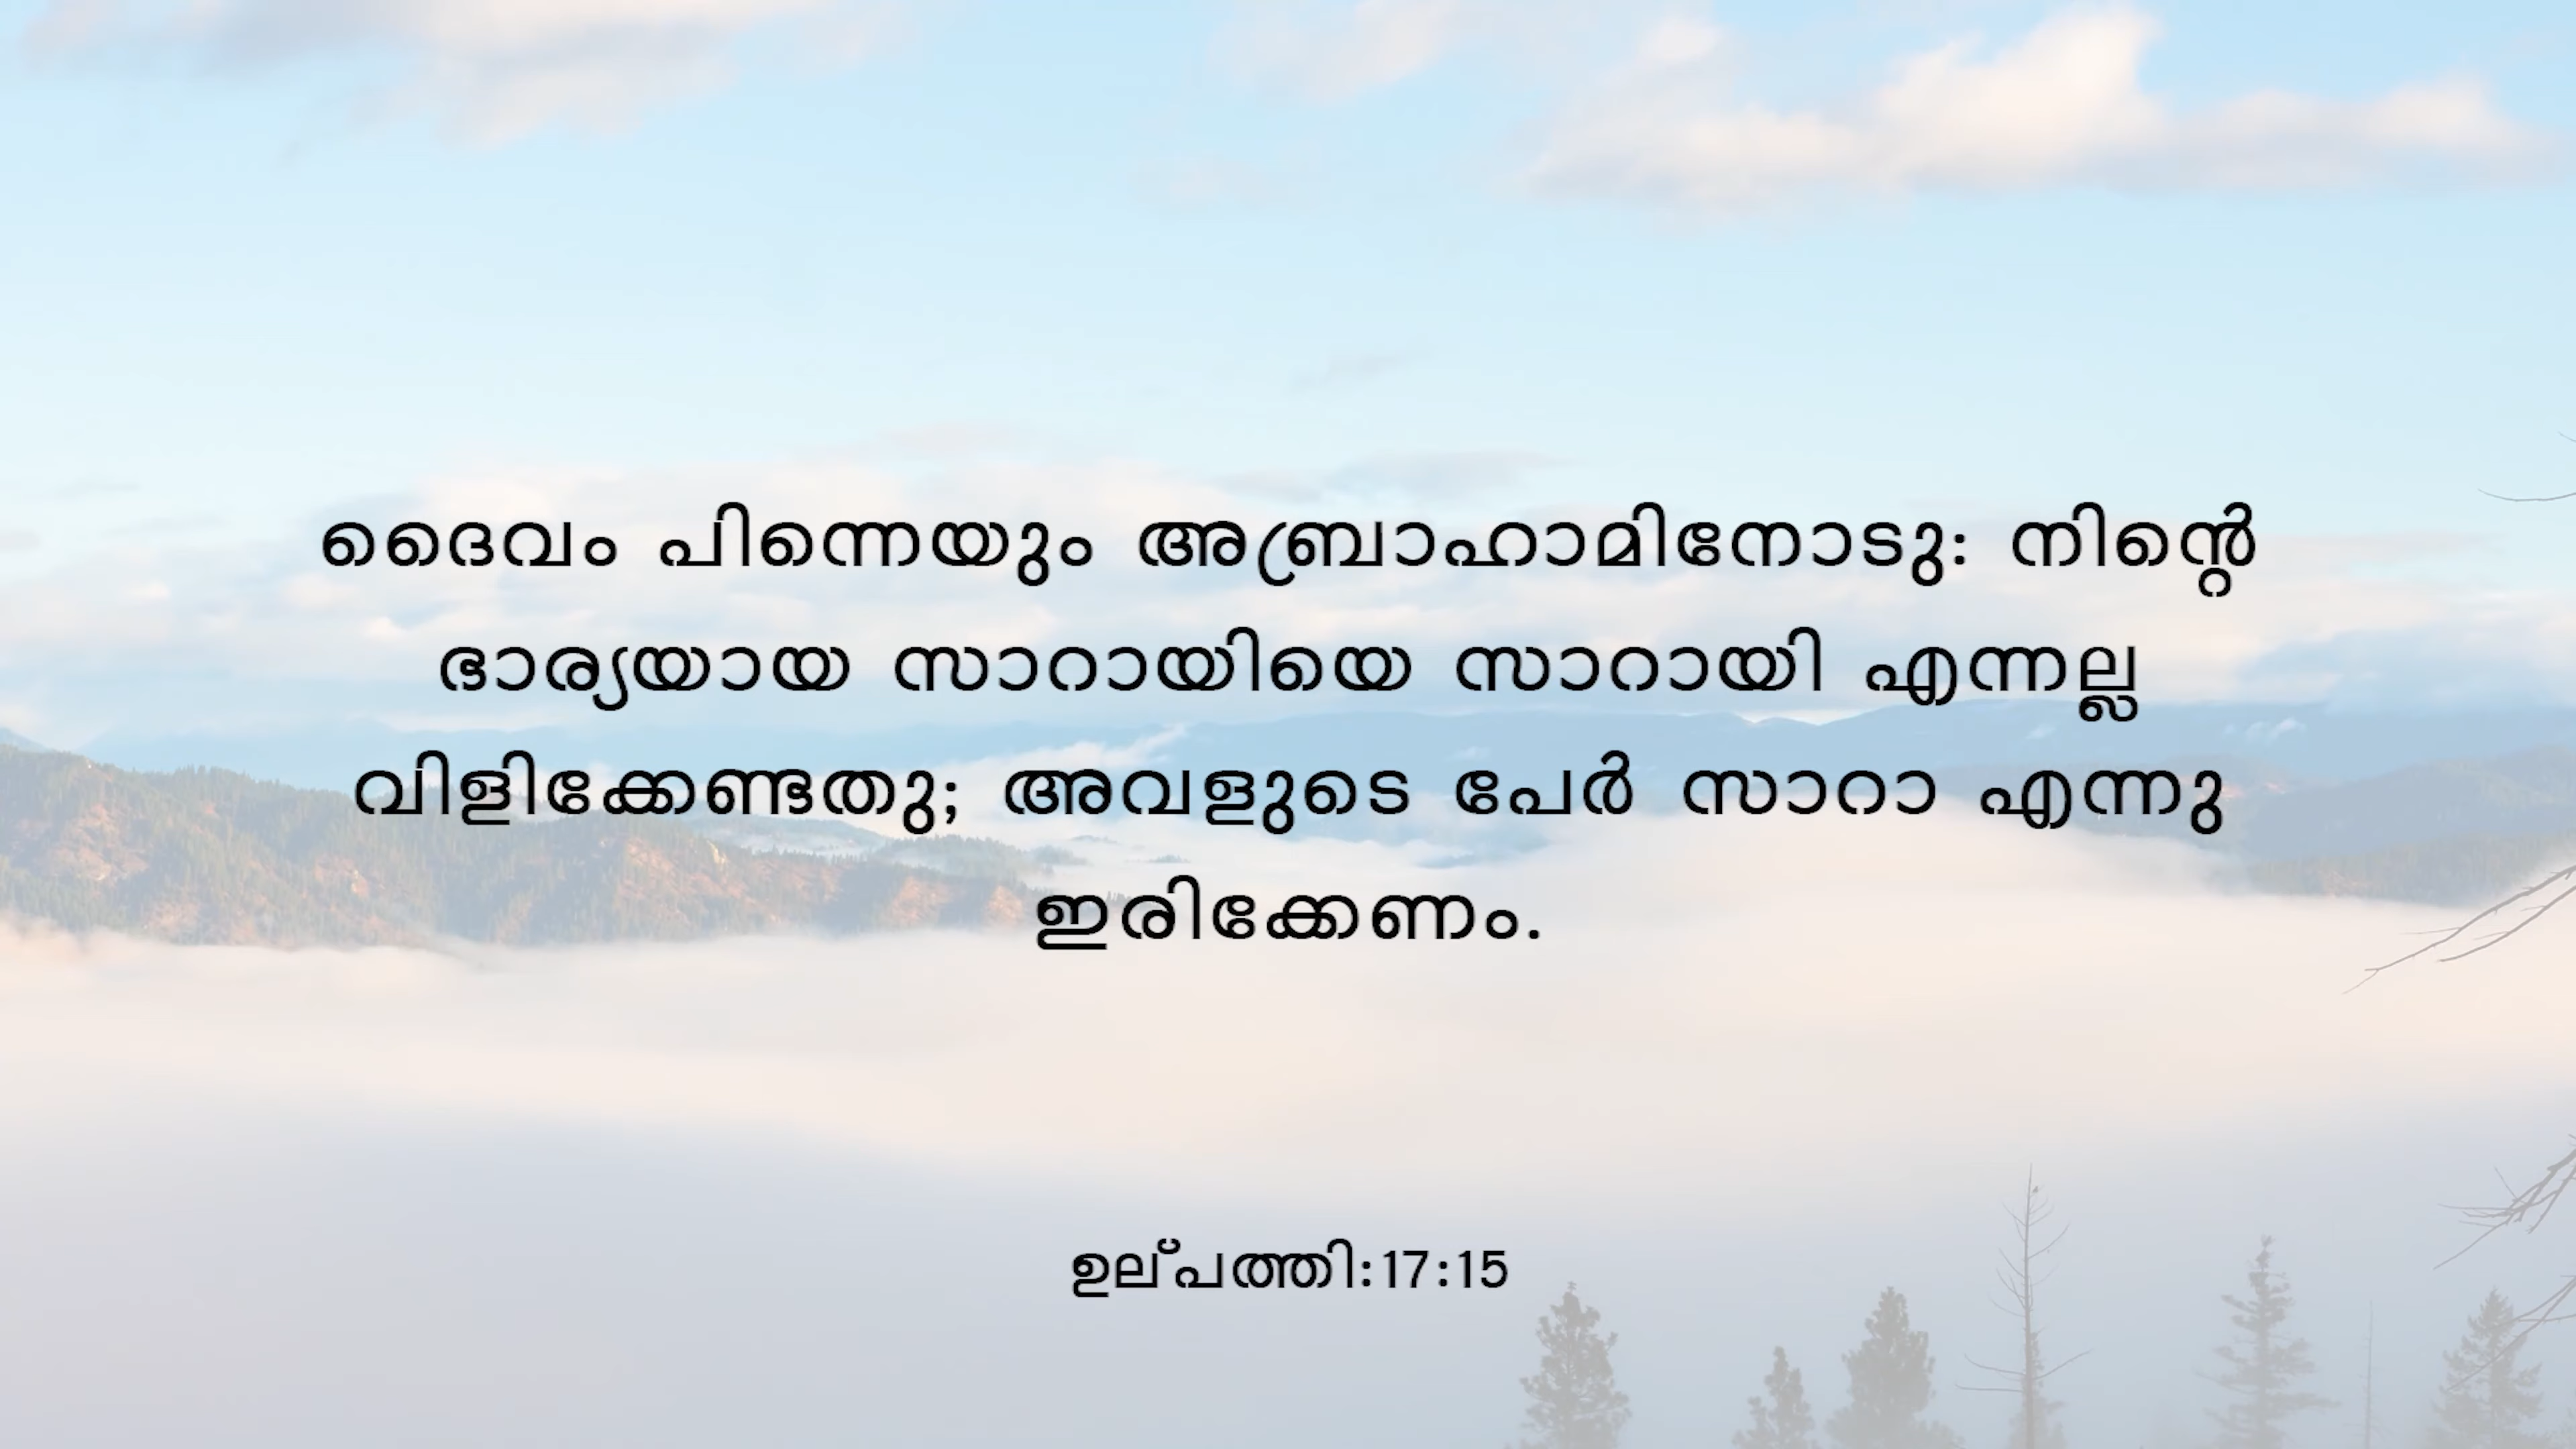 ദൈവം പിന്നെയും അബ്രാഹാമിനോടു: നിന്റെ
ഭാര്യയായ സാറായിയെ സാറായി എന്നല്ല
വിളിക്കേണ്ടതു; അവളുടെ പേർ സാറാ എന്നു
ഇരിക്കേണം.
ഉല്പത്തി:17:15